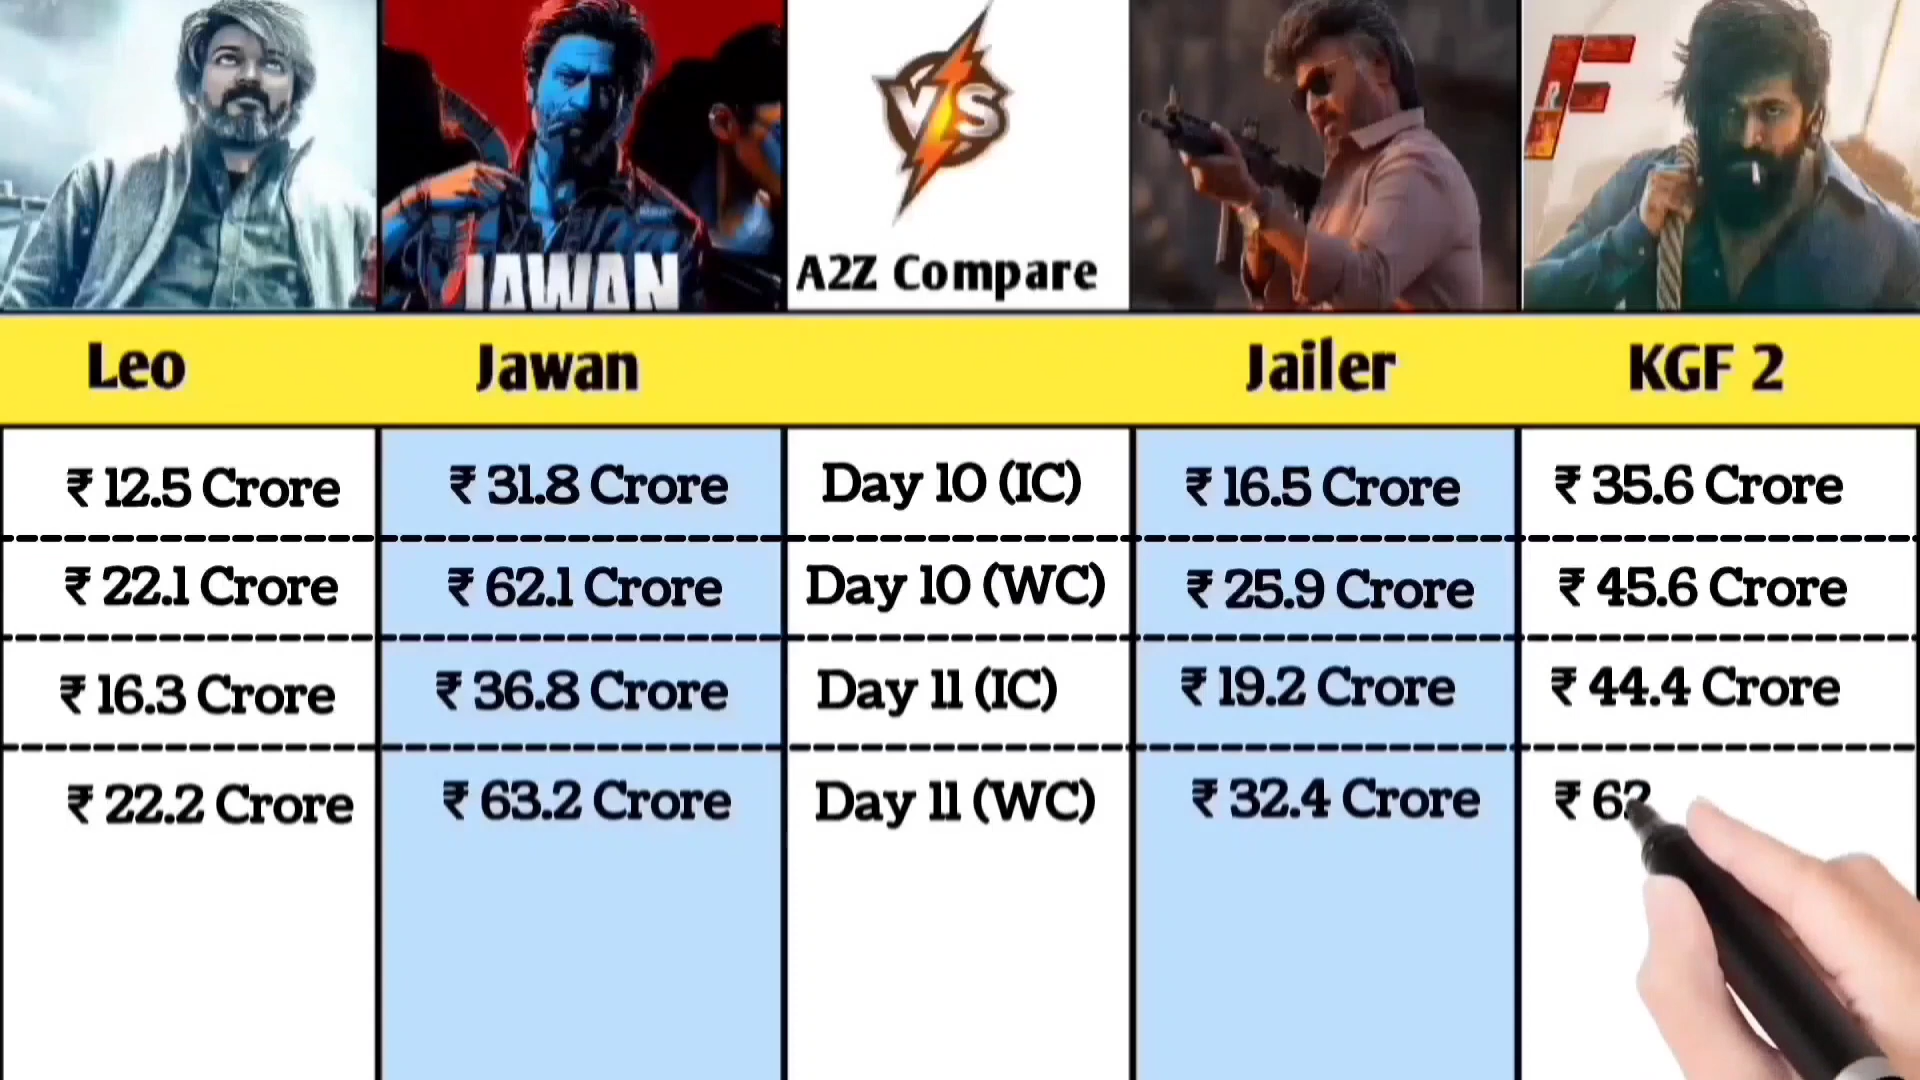 VS
A2Z Compare
JAWAN
F
Leo Jawan Jailer KGF 2
₹ 12.5 Crore ₹ 31.8 Crore Day 10 (IC) ₹ 16.5 Crore ₹ 35.6 Crore
₹ 22.1 Crore ₹ 62.1 Crore Day 10 (WC) ₹ 25.9 Crore ₹ 45.6 Crore
₹ 16.3 Crore ₹ 36.8 Crore Day 11 (IC) ₹ 19.2 Crore ₹ 44.4 Crore
₹ 22.2 Crore ₹ 63.2 Crore Day 11 (WC) ₹ 32.4 Crore ₹